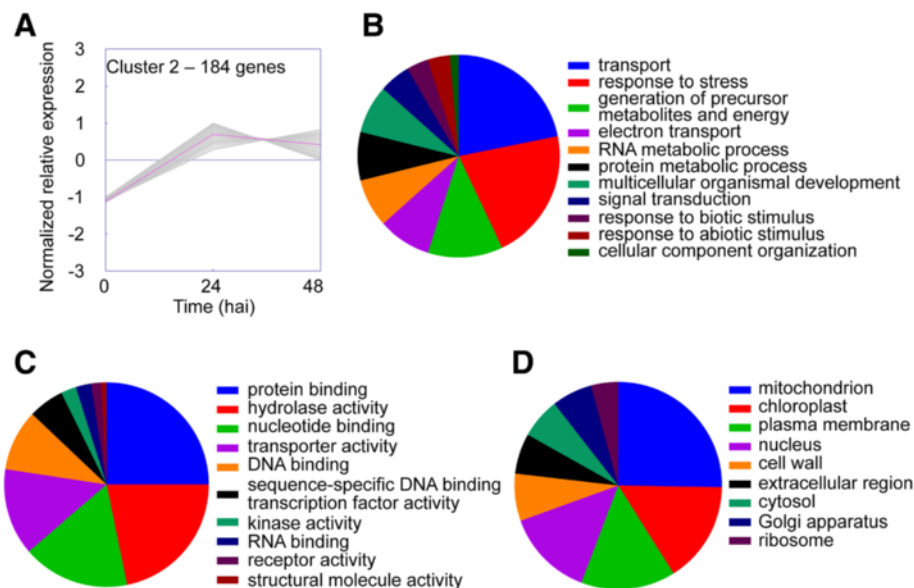 A
Normalized relative expression
3
2
1
0
-1
-2
-3
Cluster 2 – 184 genes
0
24
48
Time (hai)
B
transport
response to stress
generation of precursor
metabolites and energy
electron transport
RNA metabolic process
protein metabolic process
multicellular organismal development
signal transduction
response to biotic stimulus
response to abiotic stimulus
cellular component organization
C
protein binding
hydrolase activity
nucleotide binding
transporter activity
DNA binding
sequence-specific DNA binding
transcription factor activity
kinase activity
RNA binding
receptor activity
structural molecule activity
D
mitochondrion
chloroplast
plasma membrane
nucleus
cell wall
extracellular region
cytosol
Golgi apparatus
ribosome